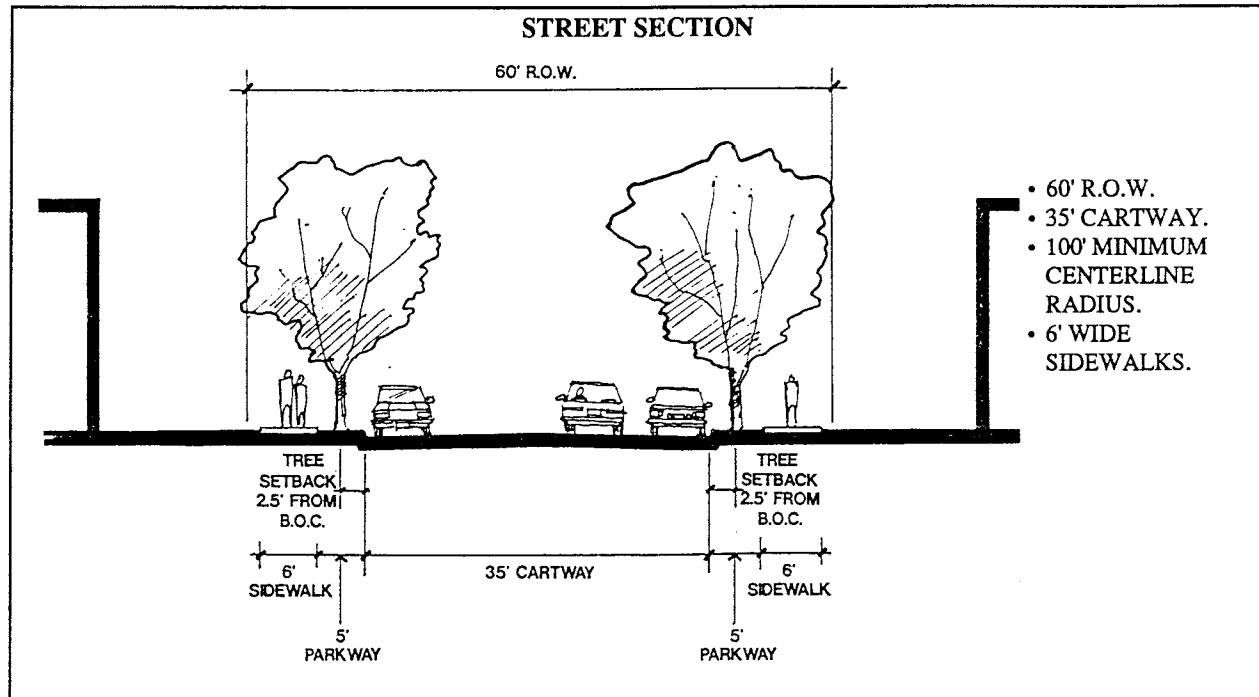 STREET SECTION
60' R.O.W.
• 60' R.O.W.
• 35' CARTWAY.
• 100' MINIMUM
CENTERLINE
RADIUS.
• 6' WIDE
SIDEWALKS.
TREE
SETBACK
2.5' FROM
B.O.C.
TREE
SETBACK
2.5' FROM
B.O.C.
6'
SIDEWALK
35' CARTWAY
6'
SIDEWALK
5'
PARKWAY
5'
PARKWAY